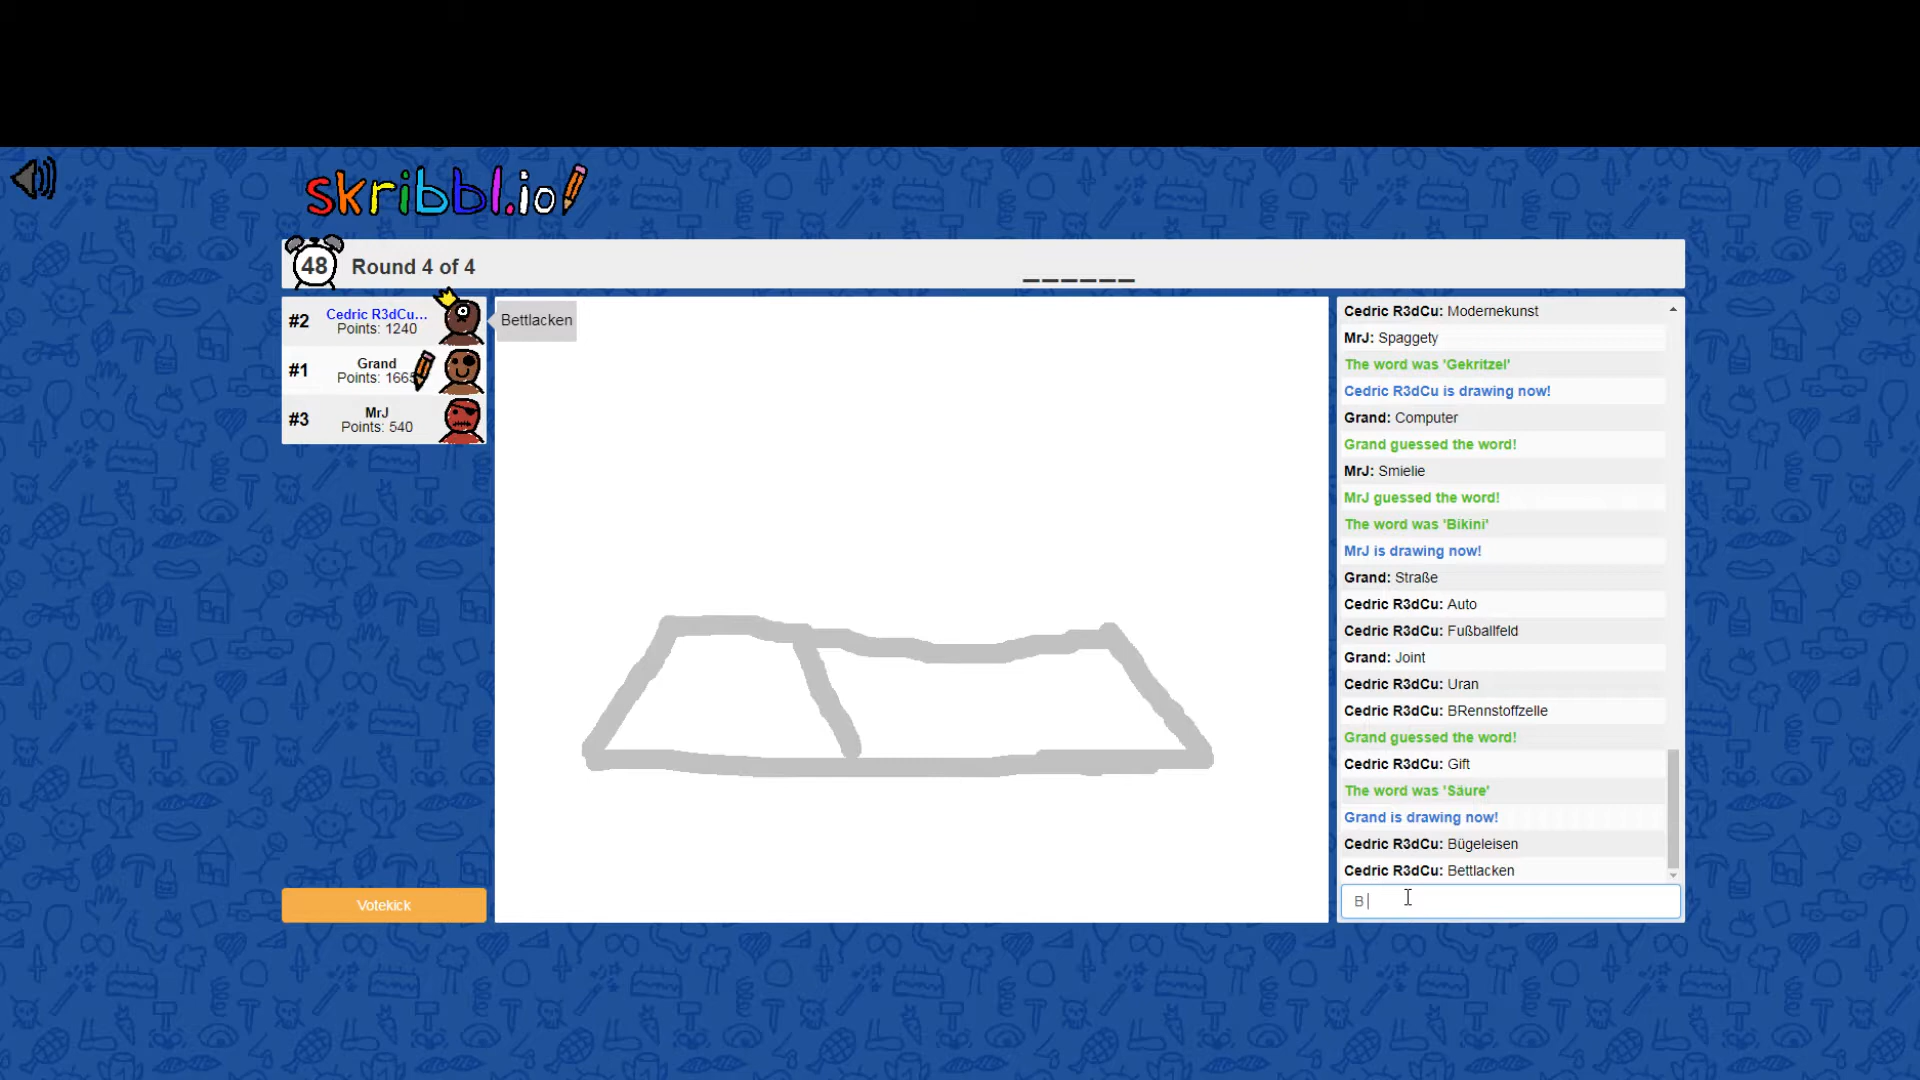 skribbl.io
48
Round 4 of 4
______
#2
Cedric R3dCu...
Points: 1240
Bettlacken
#1
Grand
Points: 1665
#3
MrJ
Points: 540
Votekick
Cedric R3dCu: Modernekunst
MrJ: Spaggety
The word was 'Gekritzel'
Cedric R3dCu is drawing now!
Grand: Computer
Grand guessed the word!
MrJ: Smielie
MrJ guessed the word!
The word was 'Bikini'
MrJ is drawing now!
Grand: Straße
Cedric R3dCu: Auto
Cedric R3dCu: Fußballfeld
Grand: Joint
Cedric R3dCu: Uran
Cedric R3dCu: BRennstoffzelle
Grand guessed the word!
Cedric R3dCu: Gift
The word was 'Säure'
Grand is drawing now!
Cedric R3dCu: Bügeleisen
Cedric R3dCu: Bettlacken
B